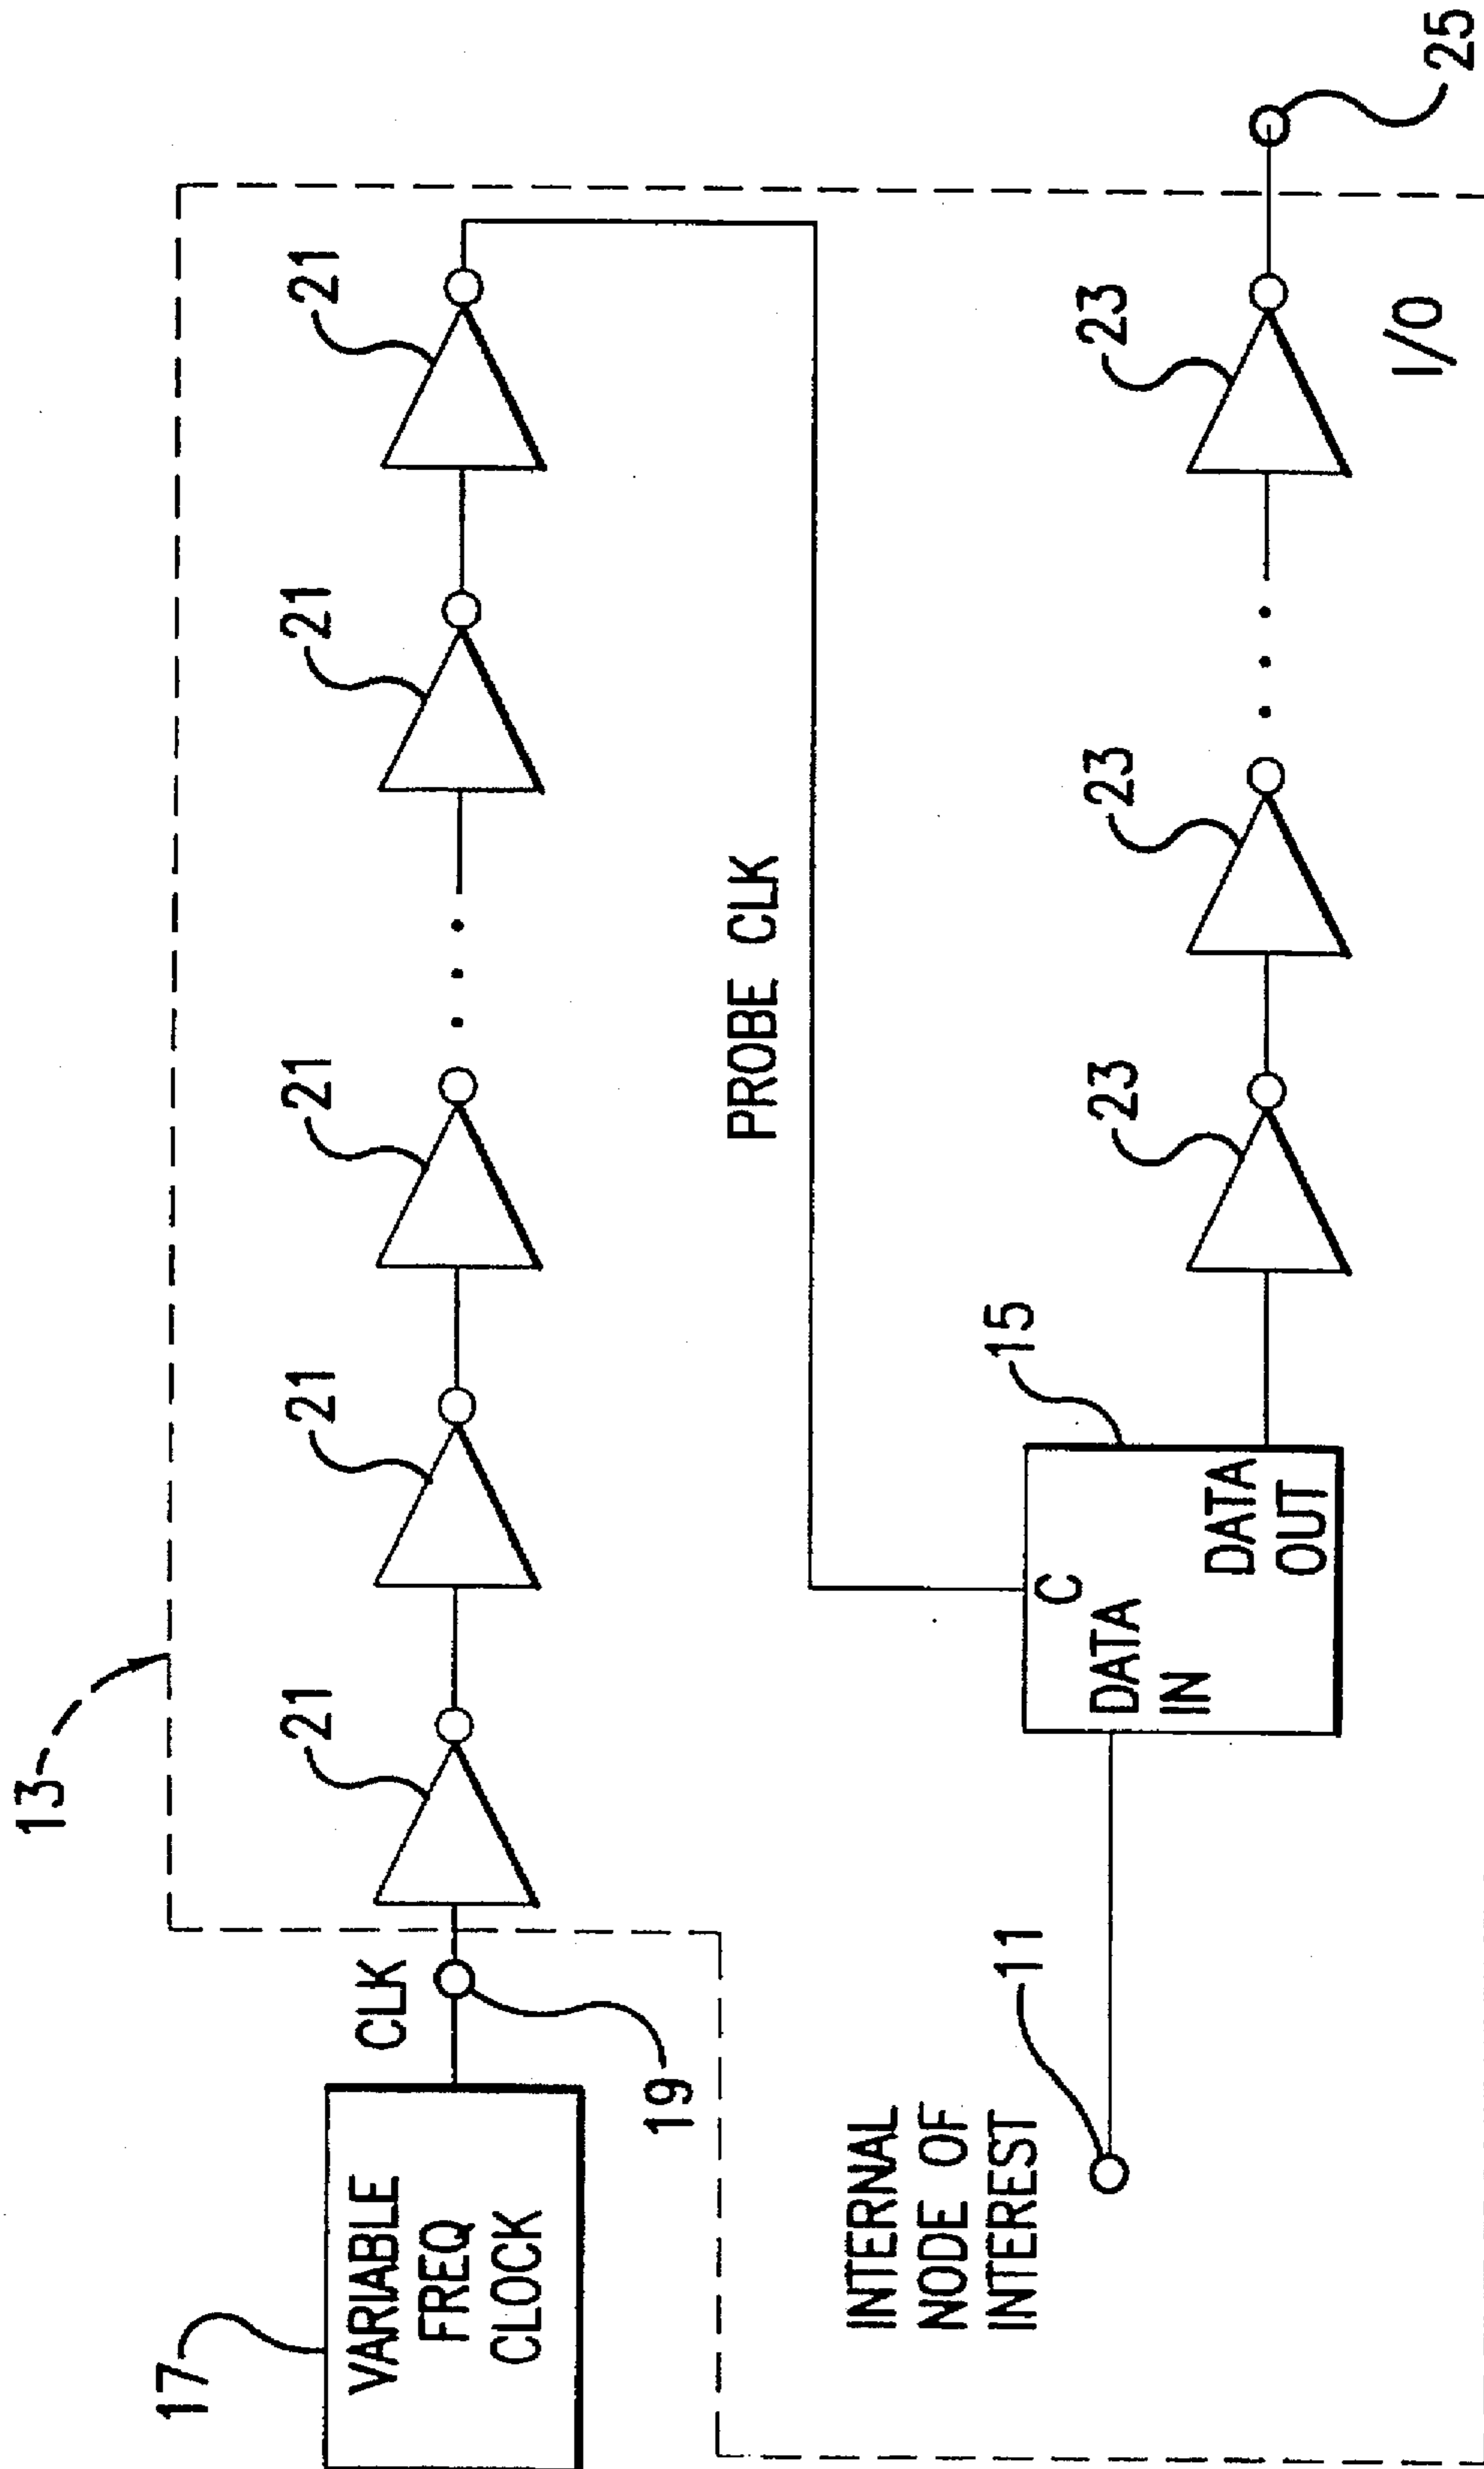 13
17
VARIABLE
FREQ
CLOCK
CLK
19
21
21
21
21
21
PROBE CLK
INTERNAL
NODE OF
INTEREST
11
C
DATA
IN
DATA
OUT
15
23
23
23
I/O
25